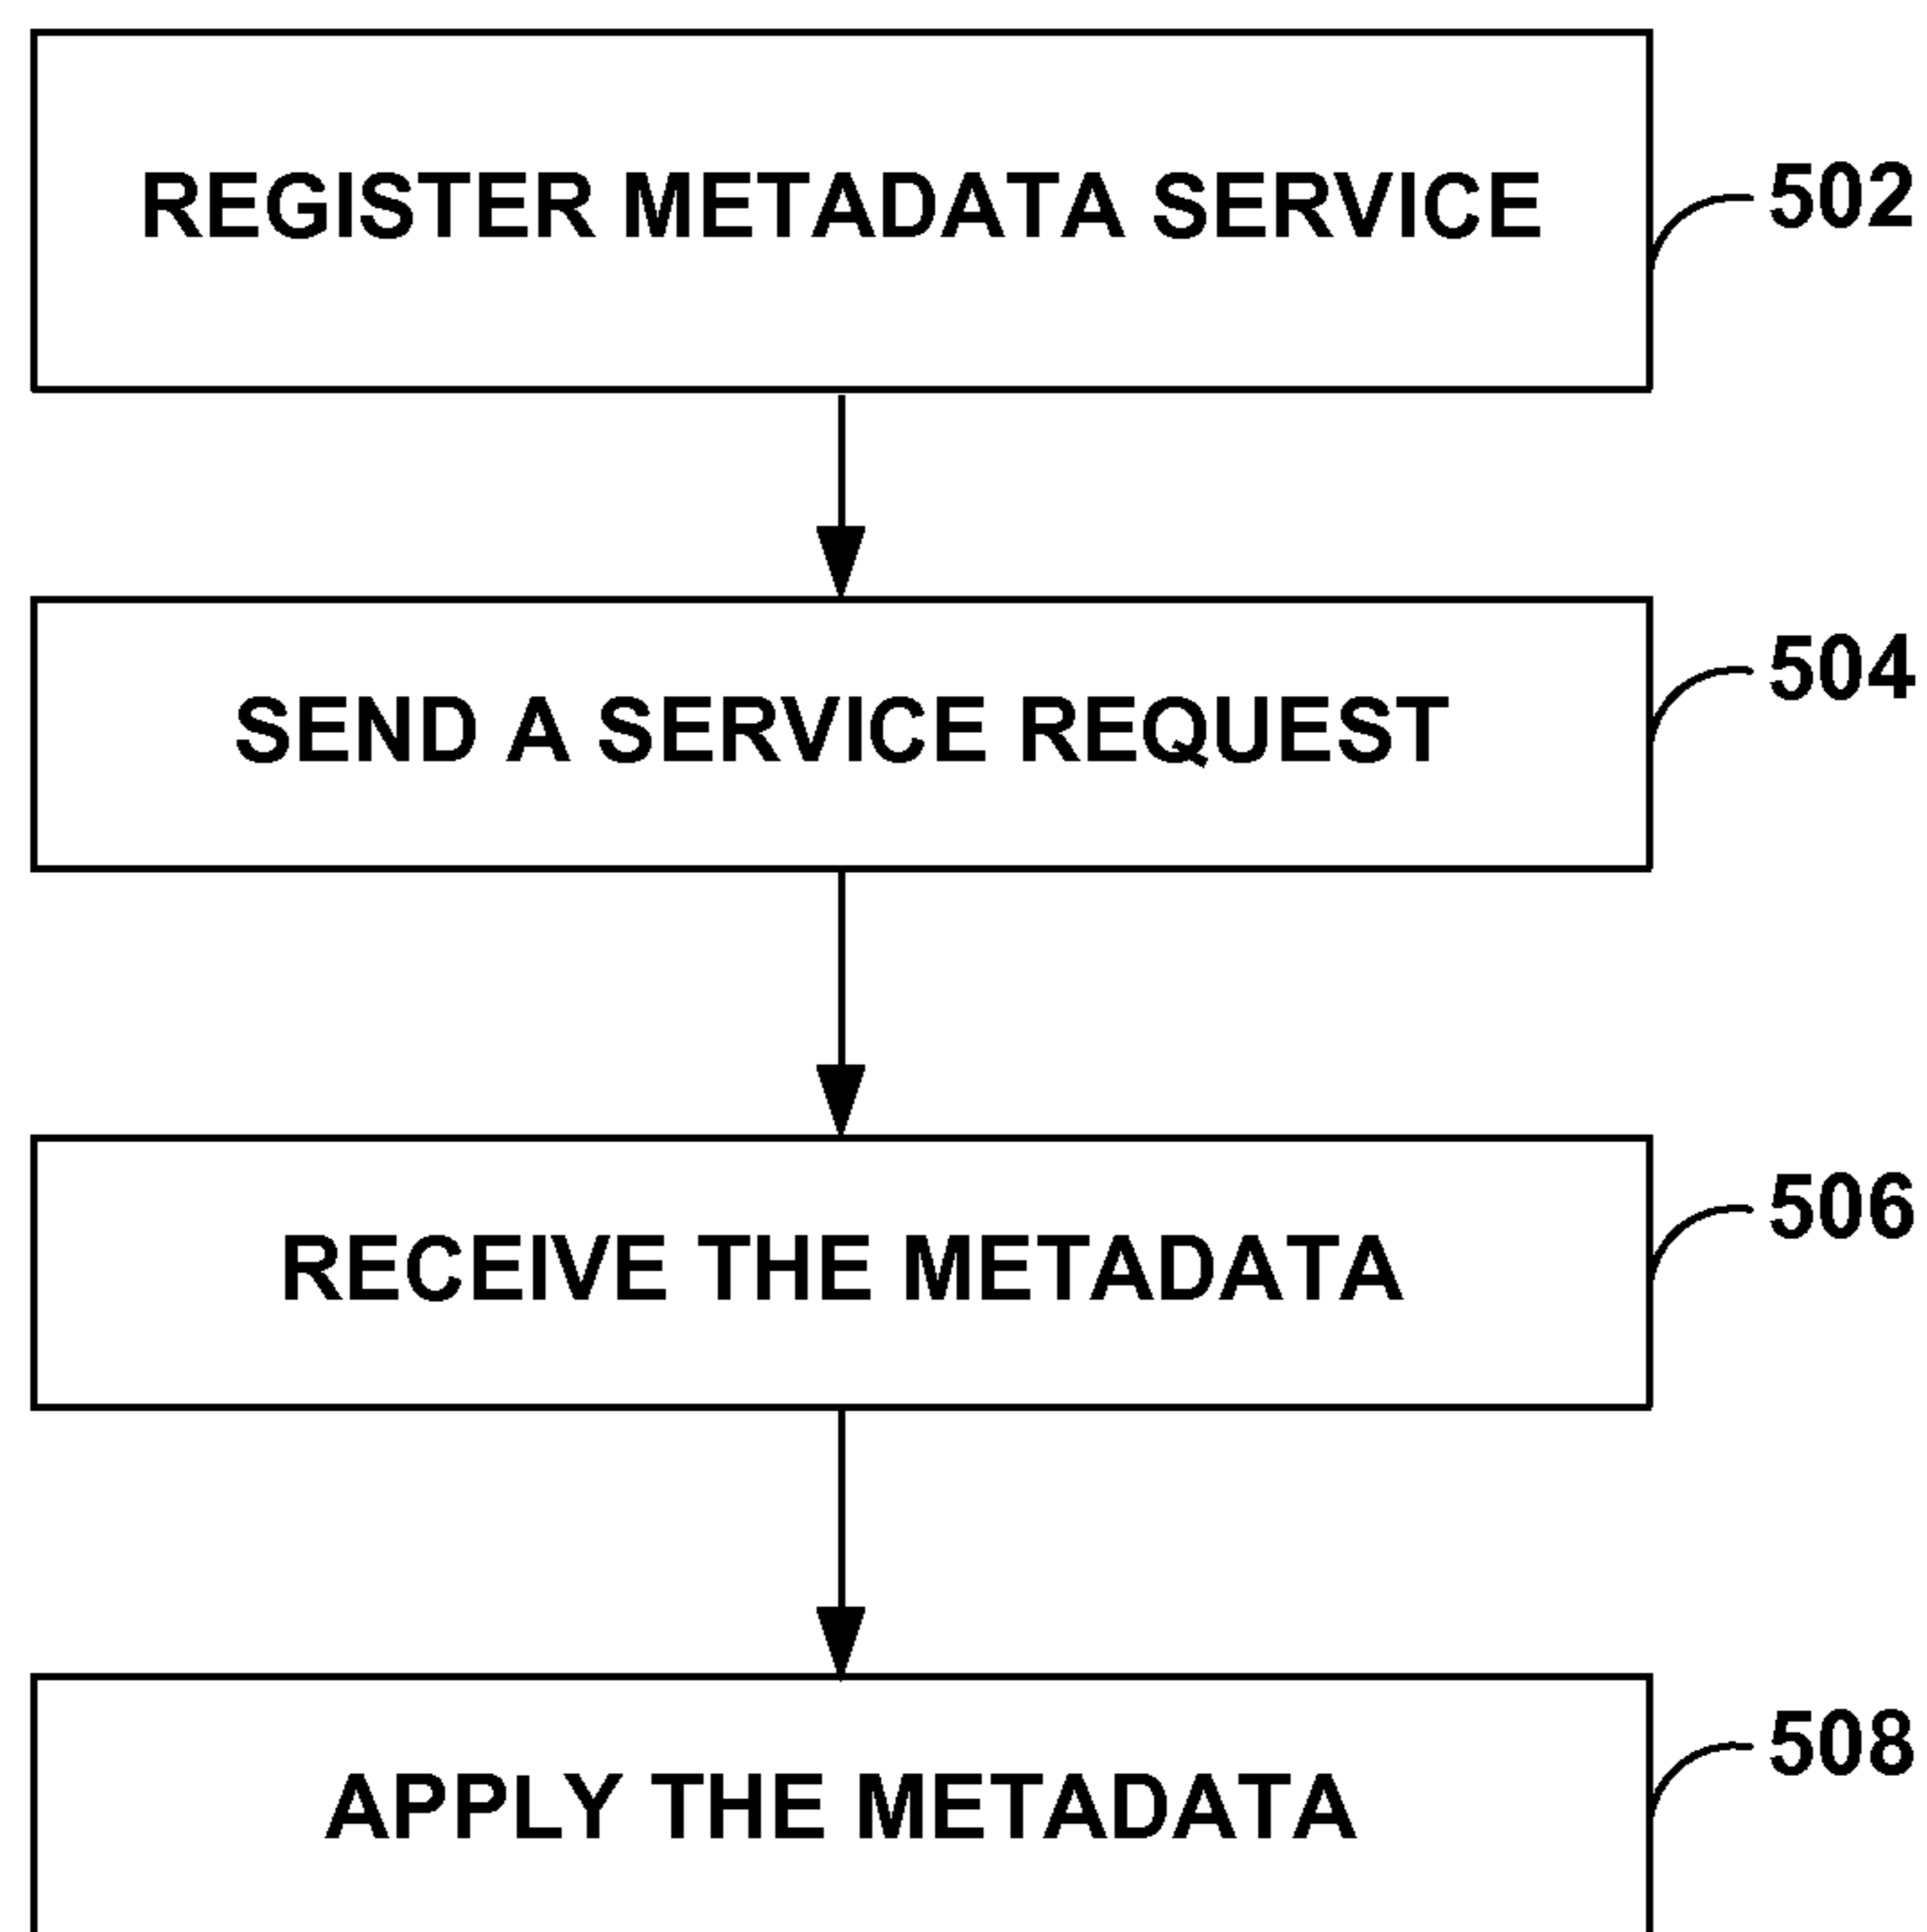 REGISTER METADATA SERVICE
502
SEND A SERVICE REQUEST
504
RECEIVE THE METADATA
506
APPLY THE METADATA
508